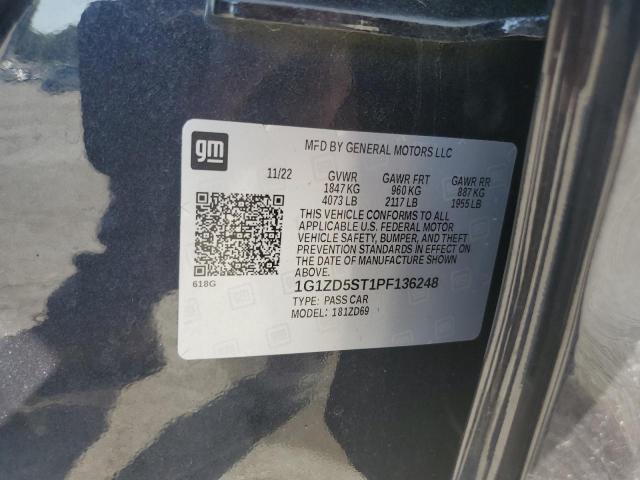 gm
MFD BY GENERAL MOTORS LLC
11/22 GVWR GAWR FRT GAWR RR
1847 KG 960 KG 887 KG
4073 LB 2117 LB 1955 LB
THIS VEHICLE CONFORMS TO ALL
APPLICABLE U.S. FEDERAL MOTOR
VEHICLE SAFETY, BUMPER, AND THEFT
PREVENTION STANDARDS IN EFFECT ON
THE DATE OF MANUFACTURE SHOWN
ABOVE.
618G
1G1ZD5ST1PF136248
TYPE: PASS CAR
MODEL: 181ZD69